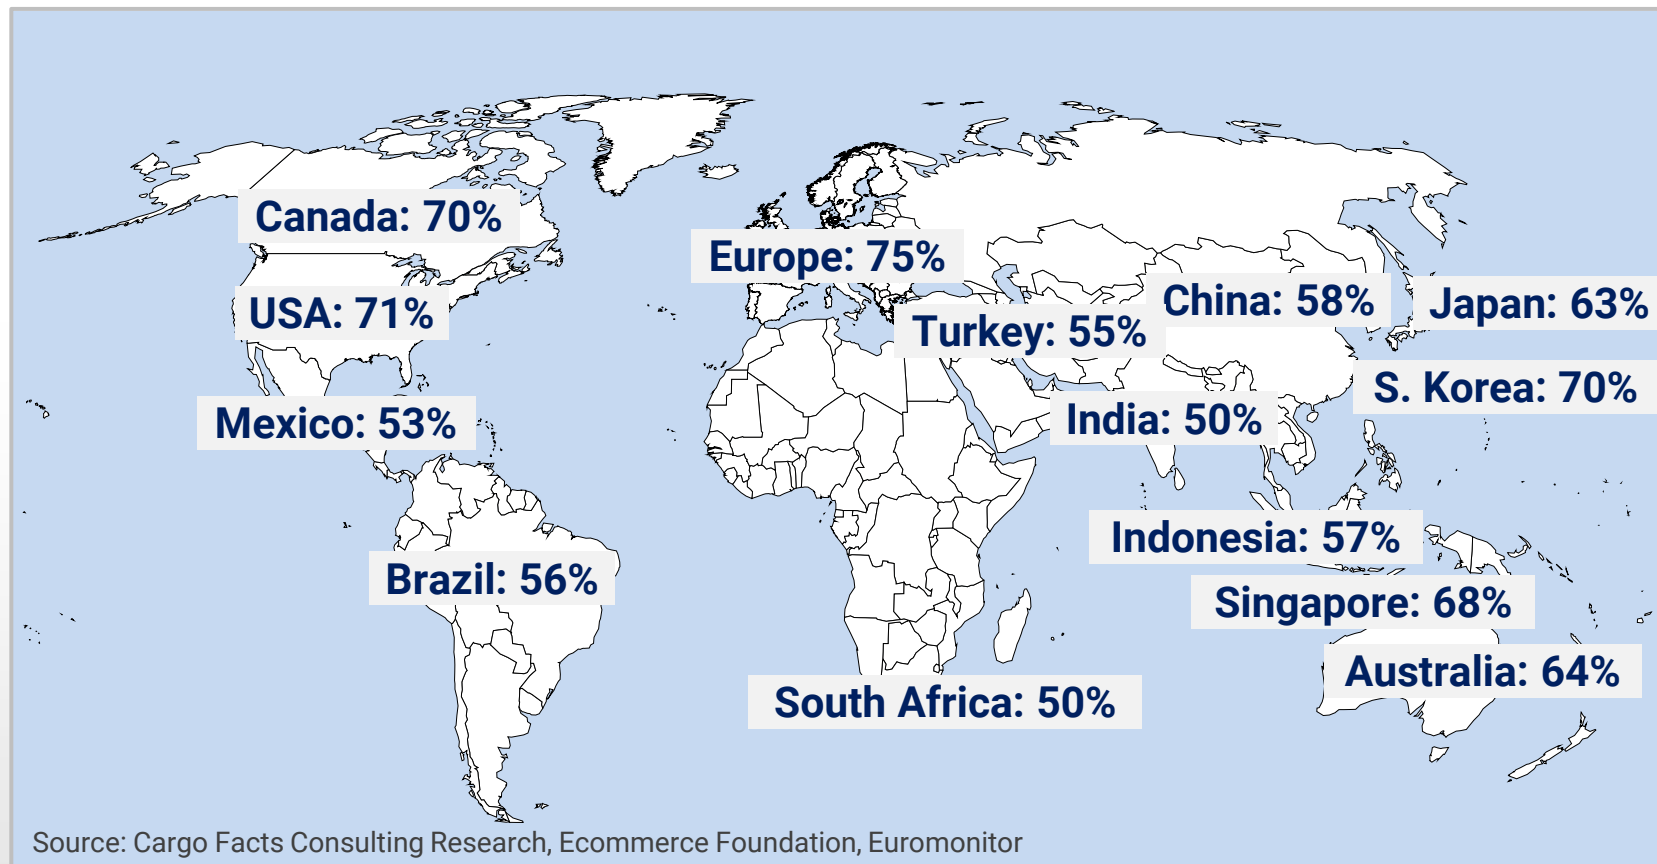 Canada: 70%
Europe: 75%
China: 58%
Japan: 63%
USA: 71%
Turkey: 55%
S. Korea: 70%
Mexico: 53%
India: 50%
Indonesia: 57%
Brazil: 56%
Singapore: 68%
Australia: 64%
South Africa: 50%
Source: Cargo Facts Consulting Research, Ecommerce Foundation, Euromonitor